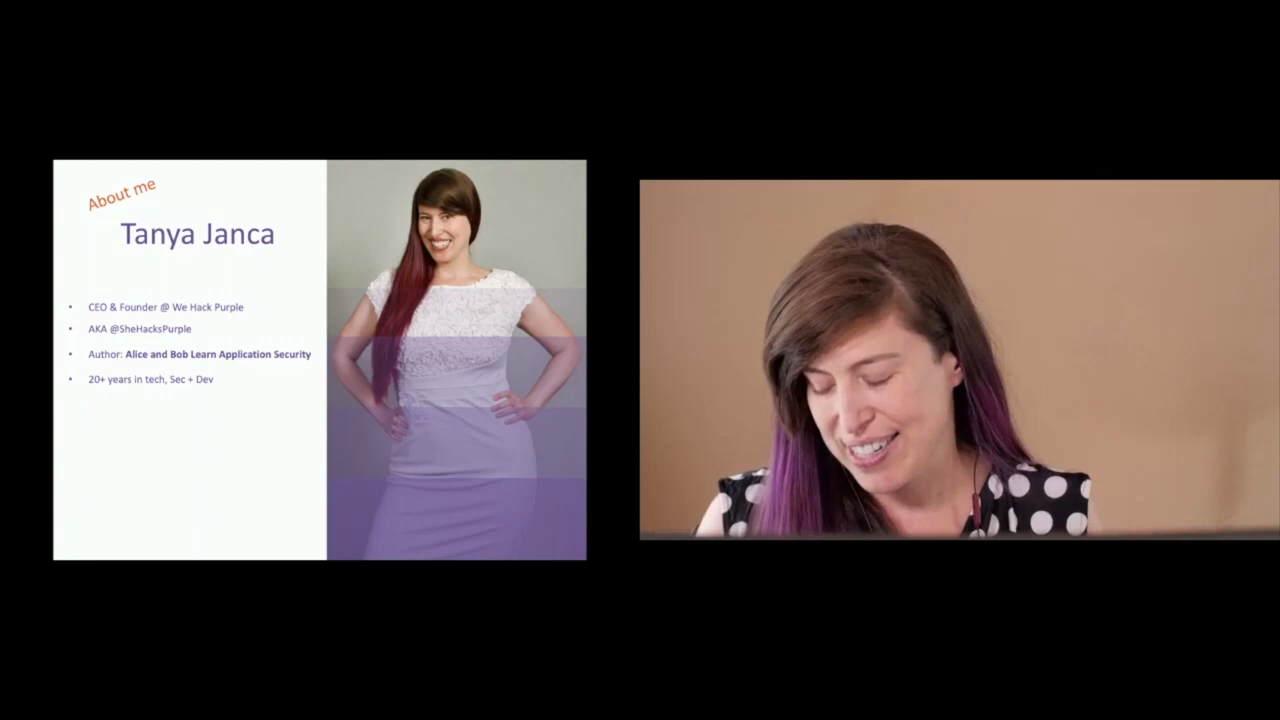 About me
Tanya Janca
• CEO & Founder @ We Hack Purple
• AKA @SheHacksPurple
• Author: Alice and Bob Learn Application Security
• 20+ years in tech, Sec + Dev